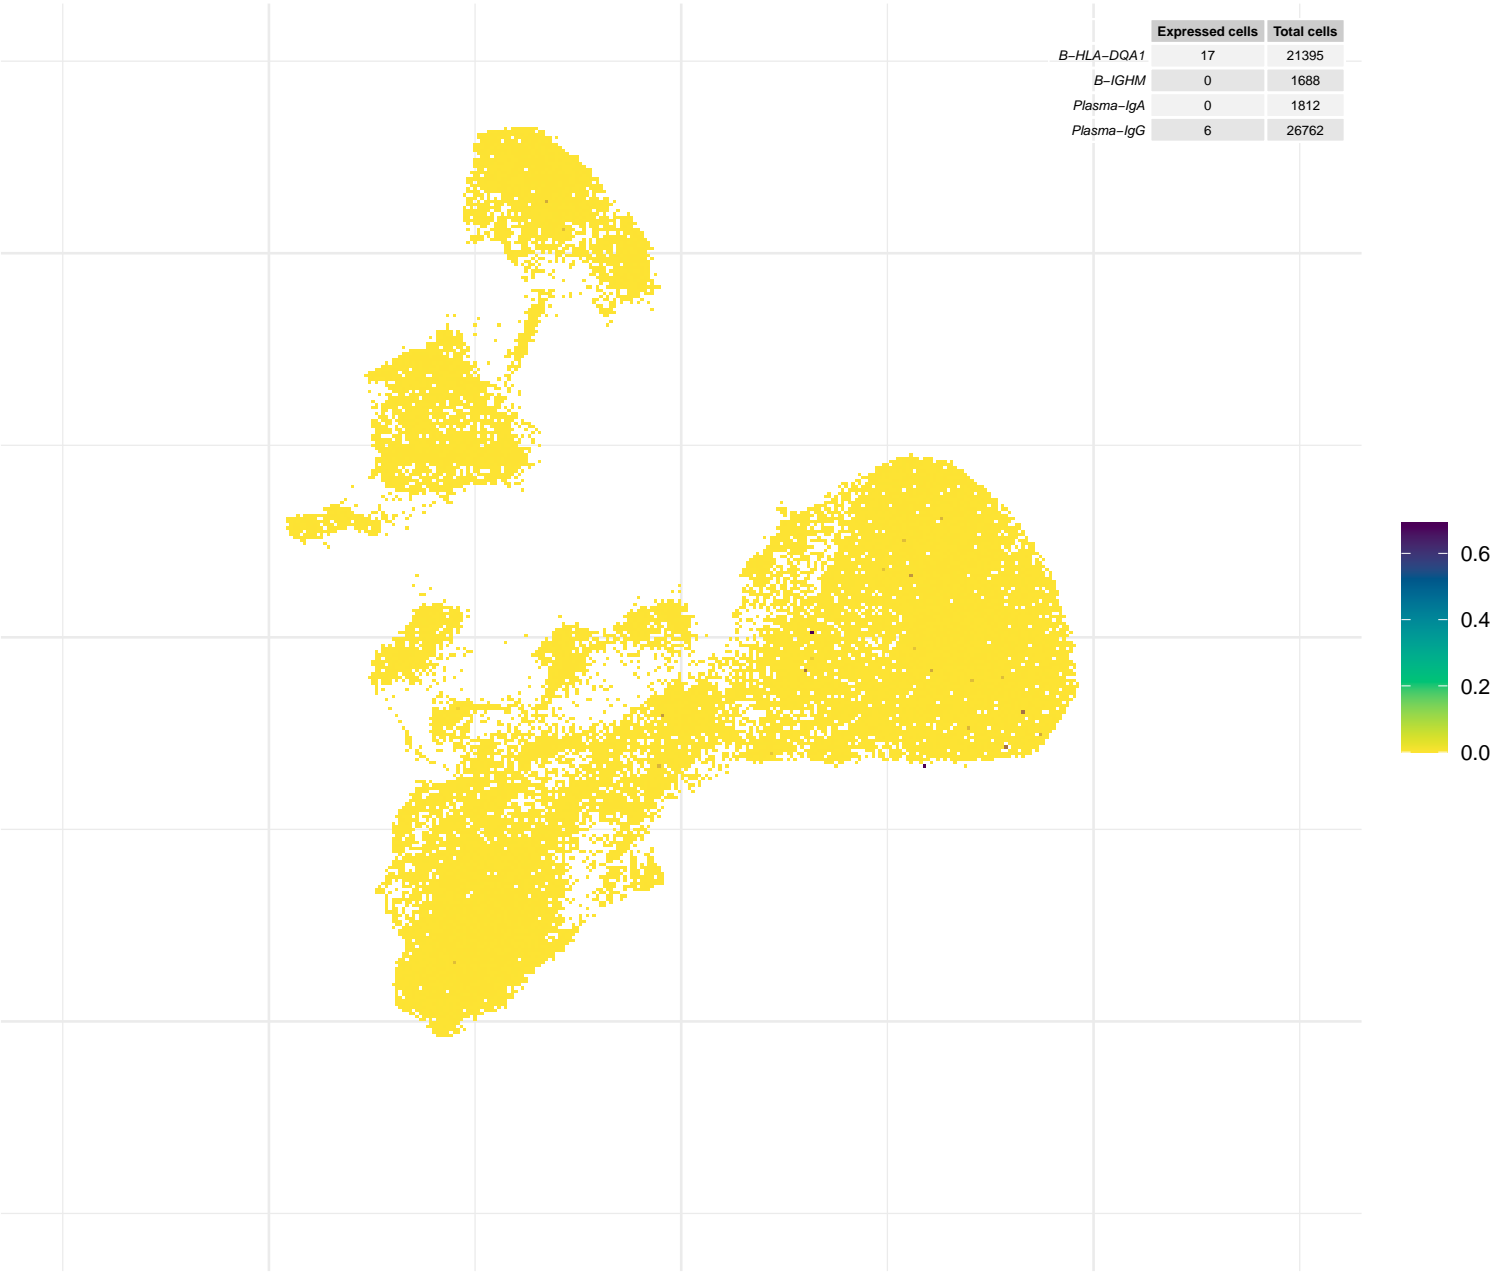 Expressed cells Total cells
B−HLA−DQA1 17 21395
B−IGHM 0 1688
Plasma−IgA 0 1812
Plasma−IgG 6 26762
0.6
0.4
0.2
0.0